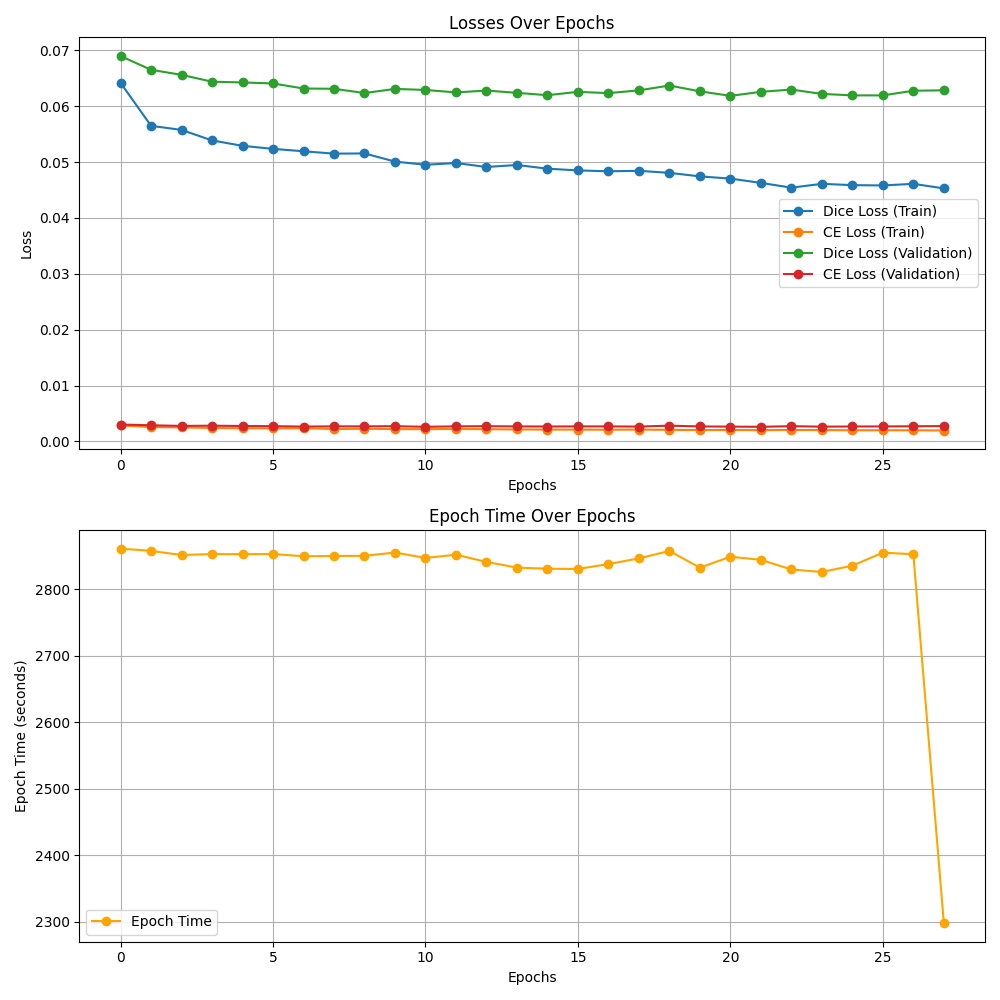 Losses Over Epochs
0.07
0.06
0.05
0.04
0.03
0.02
0.01
0.00
Loss
Dice Loss (Train)
CE Loss (Train)
Dice Loss (Validation)
CE Loss (Validation)
0 5 10 15 20 25
Epochs
Epoch Time Over Epochs
2800
2700
2600
2500
2400
2300
Epoch Time (seconds)
Epoch Time
0 5 10 15 20 25
Epochs